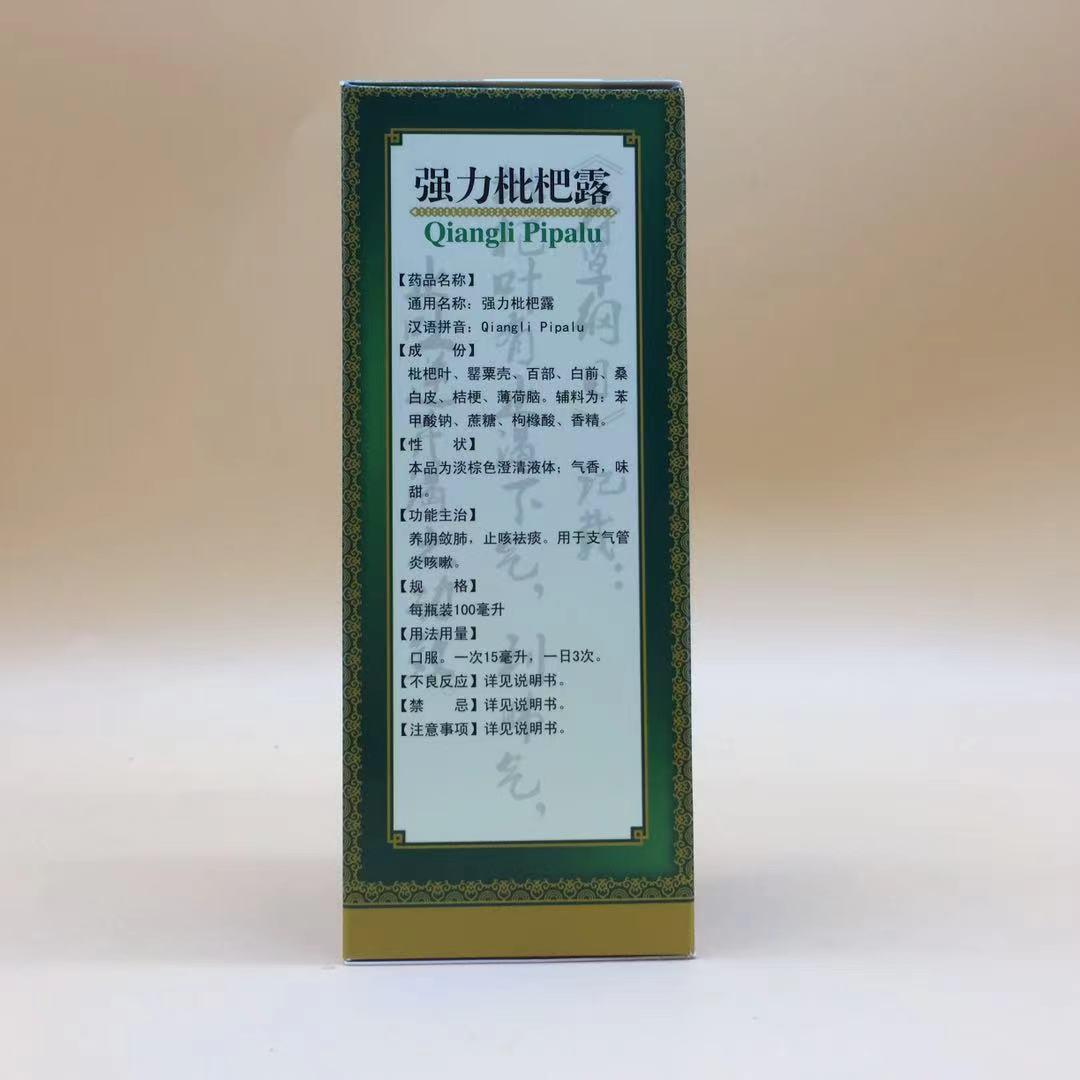 强力枇杷露
Qiangli Pipalu
【药品名称】
通用名称：强力枇杷露
汉语拼音：Qiangli Pipalu
【成　　份】
枇杷叶、罂粟壳、百部、白前、桑
白皮、桔梗、薄荷脑。辅料为：苯
甲酸钠、蔗糖、枸橼酸、香精。
【性　　状】
本品为淡棕色澄清液体；气香，味
甜。
【功能主治】
养阴敛肺，止咳祛痰。用于支气管
炎咳嗽。
【规　　格】
每瓶装100毫升
【用法用量】
口服。一次15毫升，一日3次。
【不良反应】详见说明书。
【禁　　忌】详见说明书。
【注意事项】详见说明书。